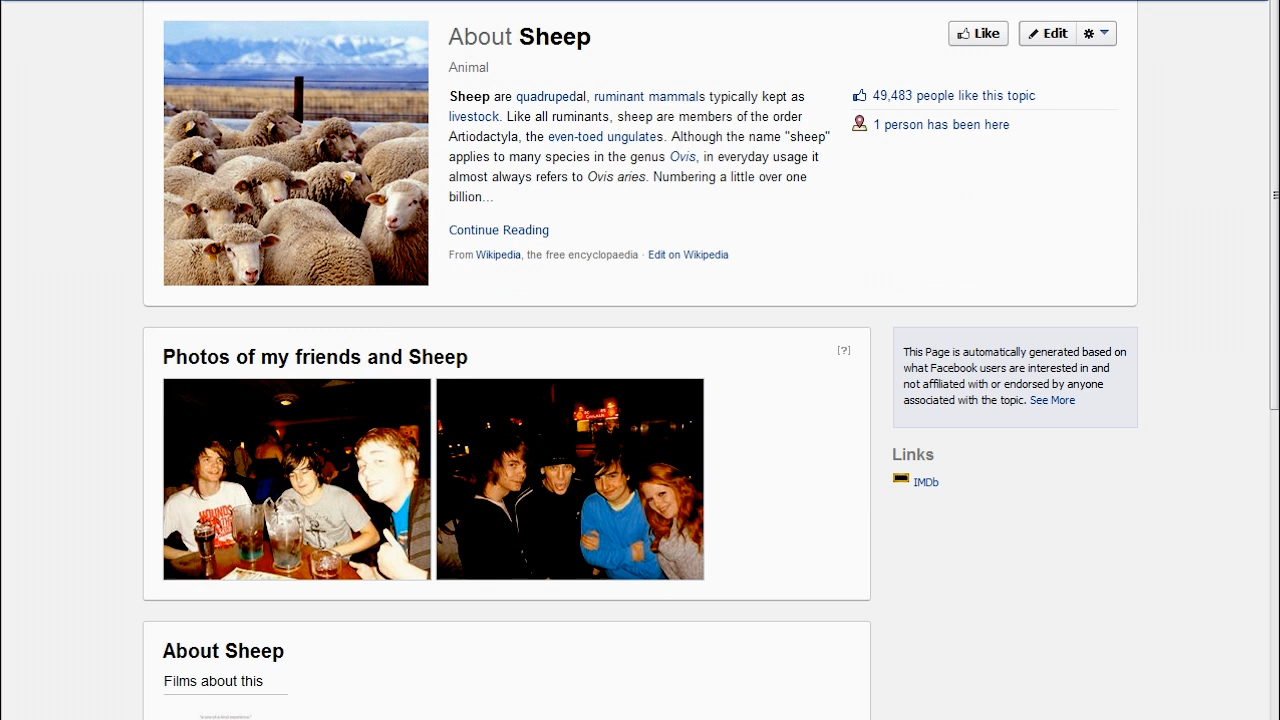 About Sheep
Like
Edit
Animal
Sheep are quadrupedal, ruminant mammals typically kept as
livestock. Like all ruminants, sheep are members of the order
Artiodactyla, the even-toed ungulates. Although the name "sheep"
applies to many species in the genus Ovis, in everyday usage it
almost always refers to Ovis aries. Numbering a little over one
billion...
Continue Reading
From Wikipedia, the free encyclopaedia · Edit on Wikipedia
49,483 people like this topic
1 person has been here
Photos of my friends and Sheep
[?]
HOUNDS
This Page is automatically generated based on
what Facebook users are interested in and
not affiliated with or endorsed by anyone
associated with the topic. See More
Links
IMDb
About Sheep
Films about this